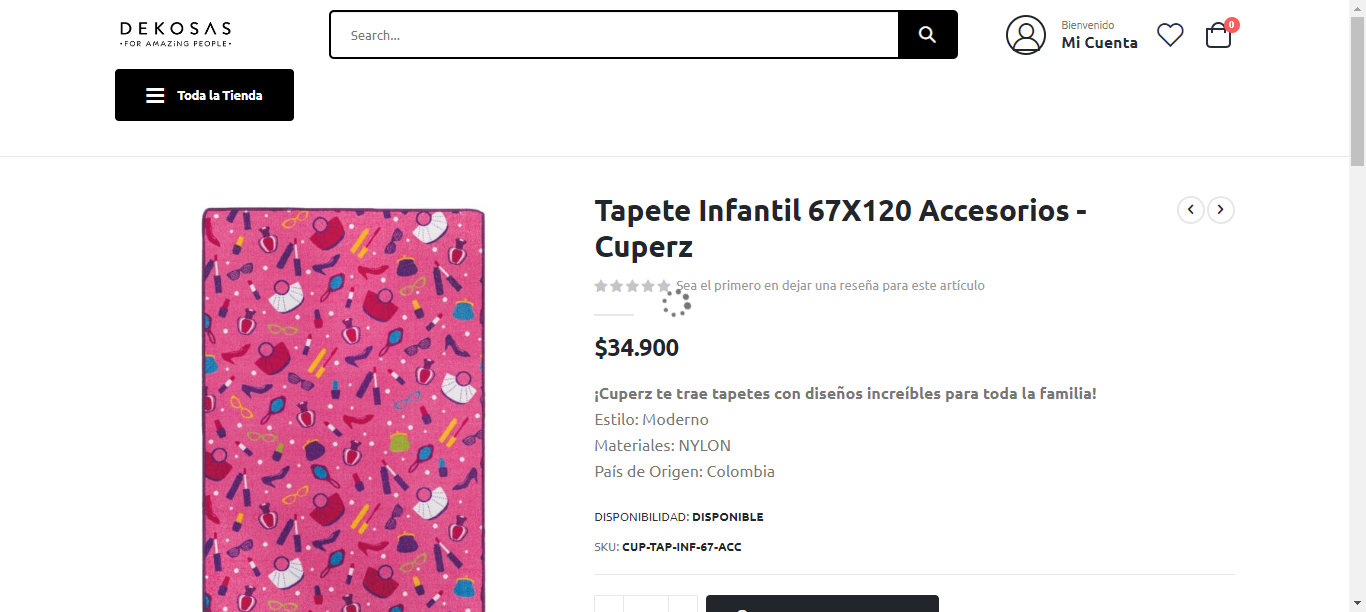 DEKOSAS
•FOR AMAZING PEOPLE•
Search...
Bienvenido
Mi Cuenta
0
Toda la Tienda
Tapete Infantil 67X120 Accesorios -
Cuperz
Sea el primero en dejar una reseña para este artículo
$34.900
¡Cuperz te trae tapetes con diseños increíbles para toda la familia!
Estilo: Moderno
Materiales: NYLON
País de Origen: Colombia
DISPONIBILIDAD: DISPONIBLE
SKU: CUP-TAP-INF-67-ACC